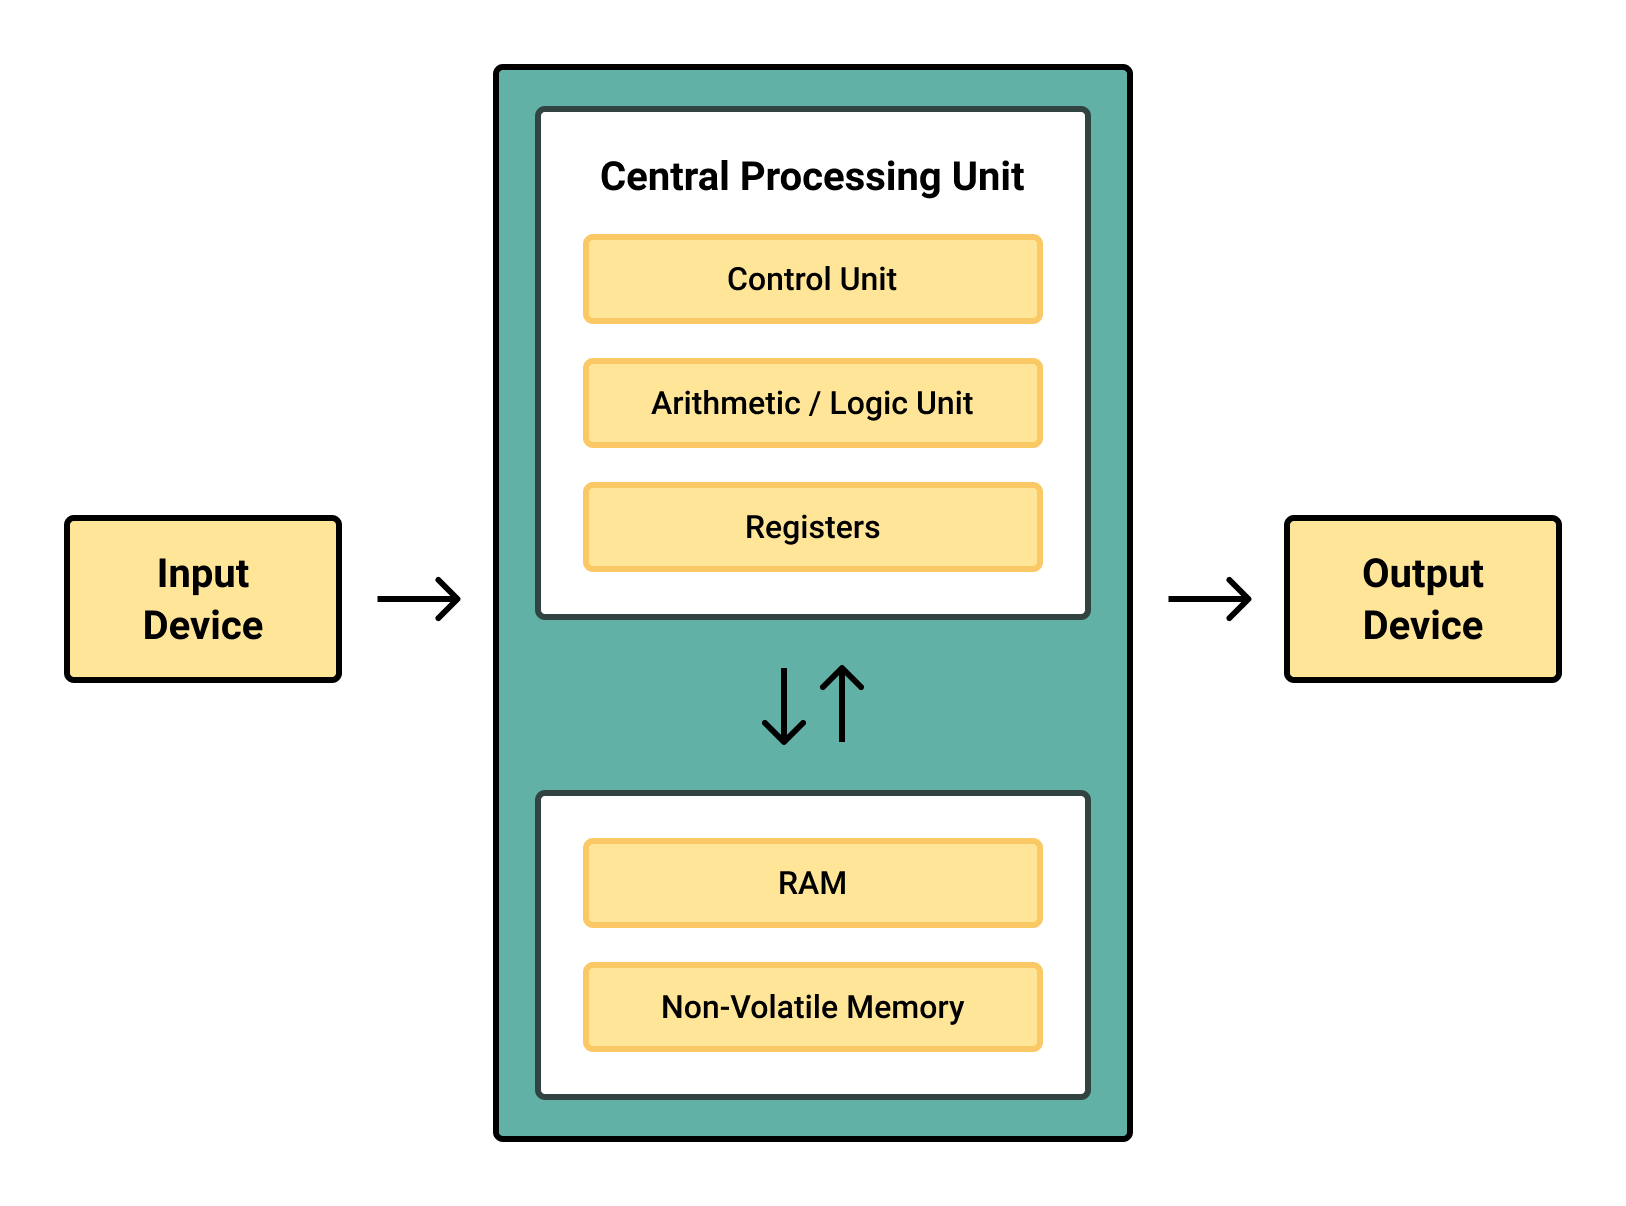 Central Processing Unit
Control Unit
Arithmetic / Logic Unit
Registers
Input
Device
Output
Device
RAM
Non-Volatile Memory